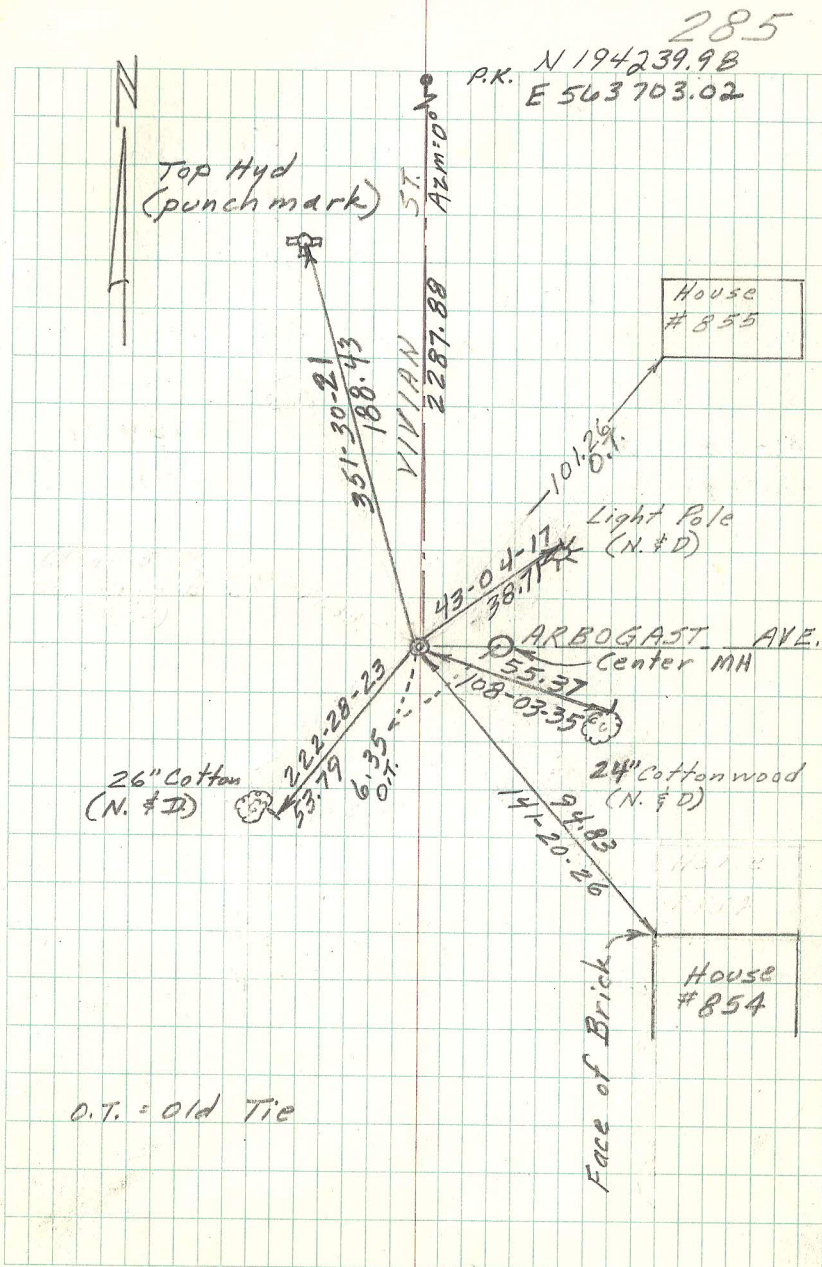 285
P.K. N 194239.98
E 563703.02
N
Top Hyd
(punchmark)
VIVIAN ST.
2287.88 Azm=0°
351-30-21
188.43
House
# 855
101.26
O.T.
Light Pole
(N. & D)
43-04-17
38.71
ARBOGAST AVE.
Center MH
55.37
108-03-35
222-28-23
53.79
6.35
O.T.
26" Cotton
(N. & D)
24" Cottonwood
(N. & D)
94.83
141-20-26
Face of Brick
House
#854
O.T. = Old Tie